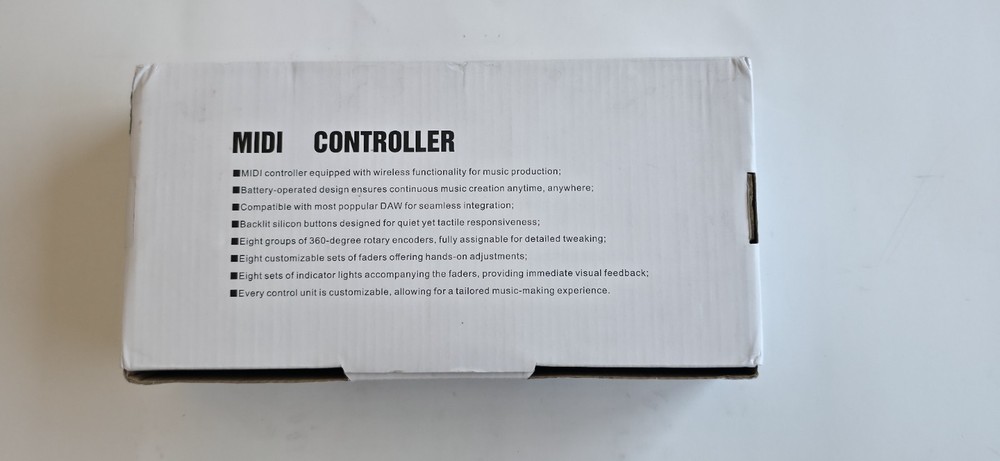 MIDI CONTROLLER
■MIDI controller equipped with wireless functionality for music production;
■Battery-operated design ensures continuous music creation anytime, anywhere;
■Compatible with most poppular DAW for seamless integration;
■Backlit silicon buttons designed for quiet yet tactile responsiveness;
■Eight groups of 360-degree rotary encoders, fully assignable for detailed tweaking;
■Eight customizable sets of faders offering hands-on adjustments;
■Eight sets of indicator lights accompanying the faders, providing immediate visual feedback;
■Every control unit is customizable, allowing for a tailored music-making experience.